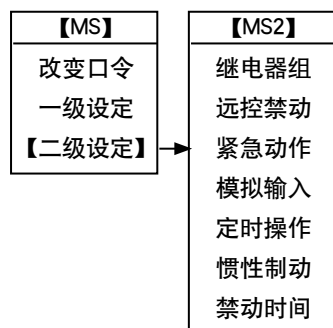 【MS】
改变口令
一级设定
【二级设定】
【MS2】
继电器组
远控禁动
紧急动作
模拟输入
定时操作
惯性制动
禁动时间